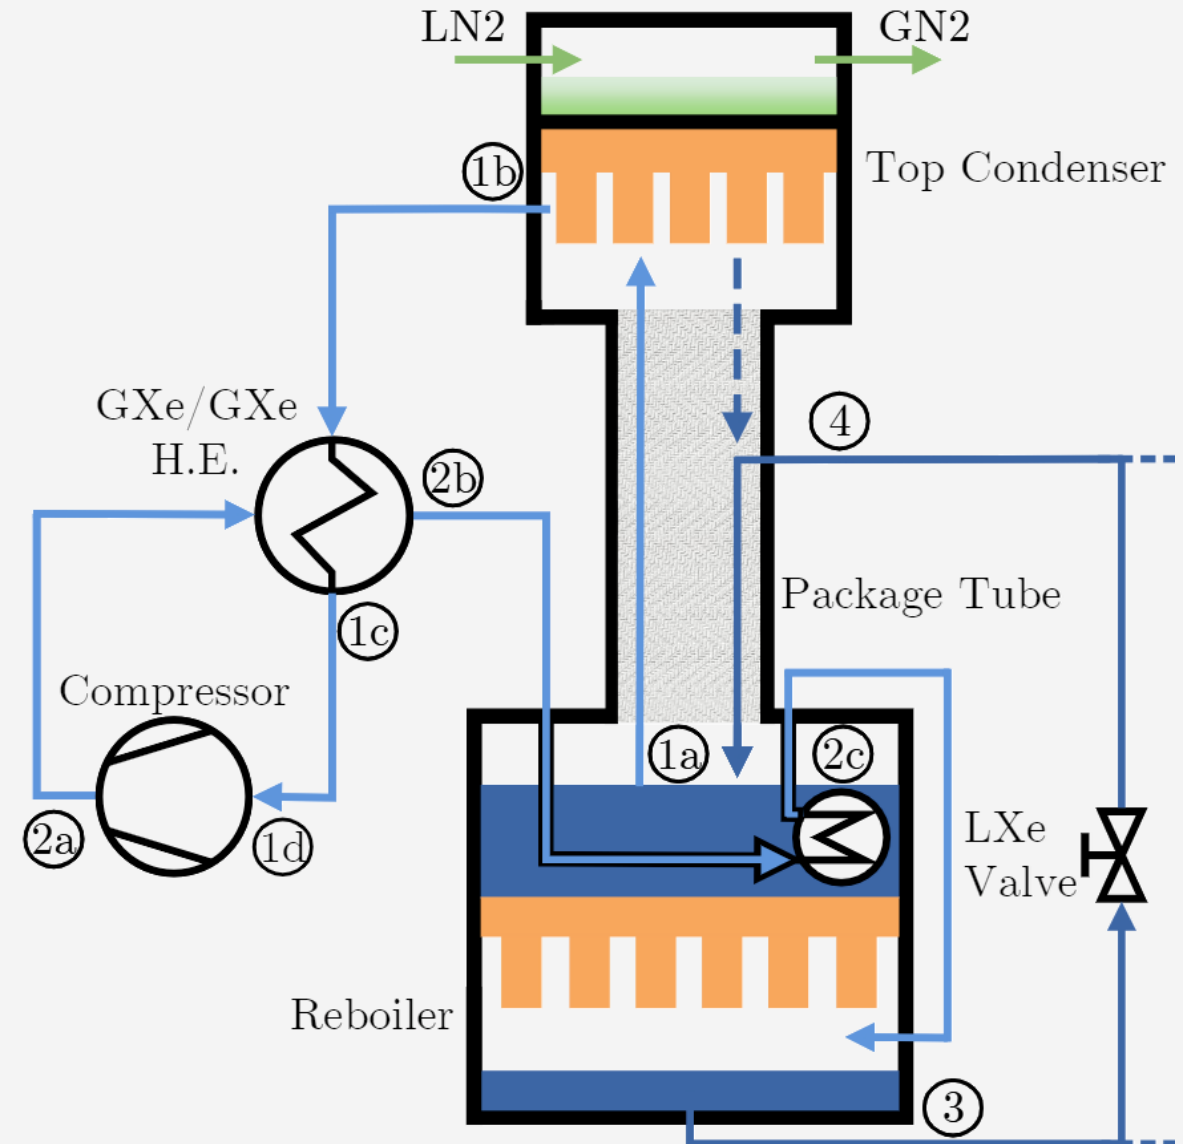 LN2
GN2
1b
Top Condenser
GXe/GXe
H.E.
2b
4
Package Tube
1c
Compressor
1a
2c
2a
1d
LXe
Valve
Reboiler
3